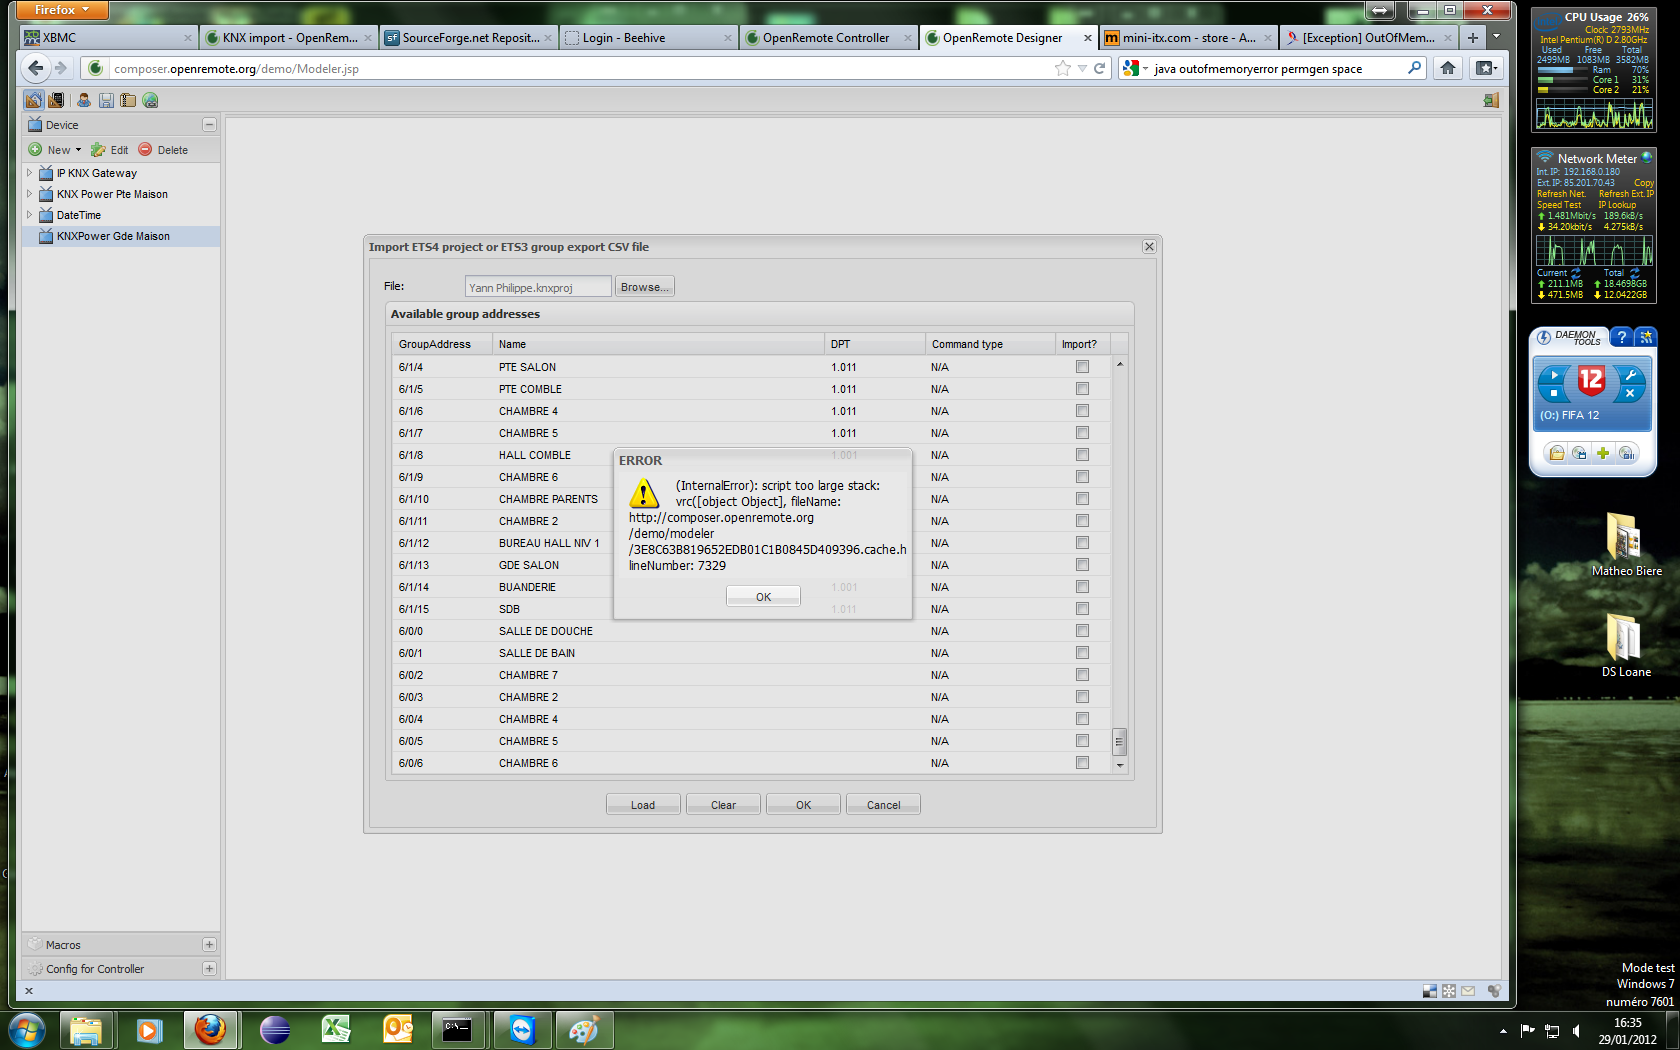 Firefox
XBMC
KNX import - OpenRem...
SourceForge.net Reposit...
Login - Beehive
OpenRemote Controller
OpenRemote Designer
mini-itx.com - store - A...
[Exception] OutOfMem...
composer.openremote.org/demo/Modeler.jsp
java outofmemoryerror permgen space
Device
New
Edit
Delete
IP KNX Gateway
KNX Power Pte Maison
DateTime
KNXPower Gde Maison
Import ETS4 project or ETS3 group export CSV file
File:
Yann Philippe.knxproj
Browse...
Available group addresses
GroupAddress Name DPT Command type Import?
6/1/4 PTE SALON 1.011 N/A
6/1/5 PTE COMBLE 1.011 N/A
6/1/6 CHAMBRE 4 1.011 N/A
6/1/7 CHAMBRE 5 1.011 N/A
6/1/8 HALL COMBLE 1.001 N/A
6/1/9 CHAMBRE 6 N/A
6/1/10 CHAMBRE PARENTS N/A
6/1/11 CHAMBRE 2 N/A
6/1/12 BUREAU HALL NIV 1 N/A
6/1/13 GDE SALON N/A
6/1/14 BUANDERIE 1.001 N/A
6/1/15 SDB 1.011 N/A
6/0/0 SALLE DE DOUCHE N/A
6/0/1 SALLE DE BAIN N/A
6/0/2 CHAMBRE 7 N/A
6/0/3 CHAMBRE 2 N/A
6/0/4 CHAMBRE 4 N/A
6/0/5 CHAMBRE 5 N/A
6/0/6 CHAMBRE 6 N/A
ERROR
(InternalError): script too large stack:
vrc([object Object], fileName:
http://composer.openremote.org
/demo/modeler
/3E8C63B819652EDB01C1B0845D409396.cache.h
lineNumber: 7329
OK
Load
Clear
OK
Cancel
Macros
Config for Controller
CPU Usage 26%
Clock: 2793MHz
Intel Pentium(R) D 2.80GHz
Used Free Total
2499MB 1083MB 3582MB
Ram 70%
Core 1 31%
Core 2 21%
Network Meter
Int. IP: 192.168.0.180
Ext. IP: 85.201.70.43 Copy
Refresh Net. Refresh Ext.IP
Speed Test IP Lookup
1.481Mbit/s 189.6kB/s
34.20kbit/s 4.275kB/s
Current Total
211.1MB 18.4698GB
471.5MB 12.0422GB
DAEMON
TOOLS
12
(O:) FIFA 12
Matheo Biere
DS Loane
Mode test
Windows 7
numéro 7601
16:35
29/01/2012